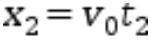 x₂ = v₀t₂